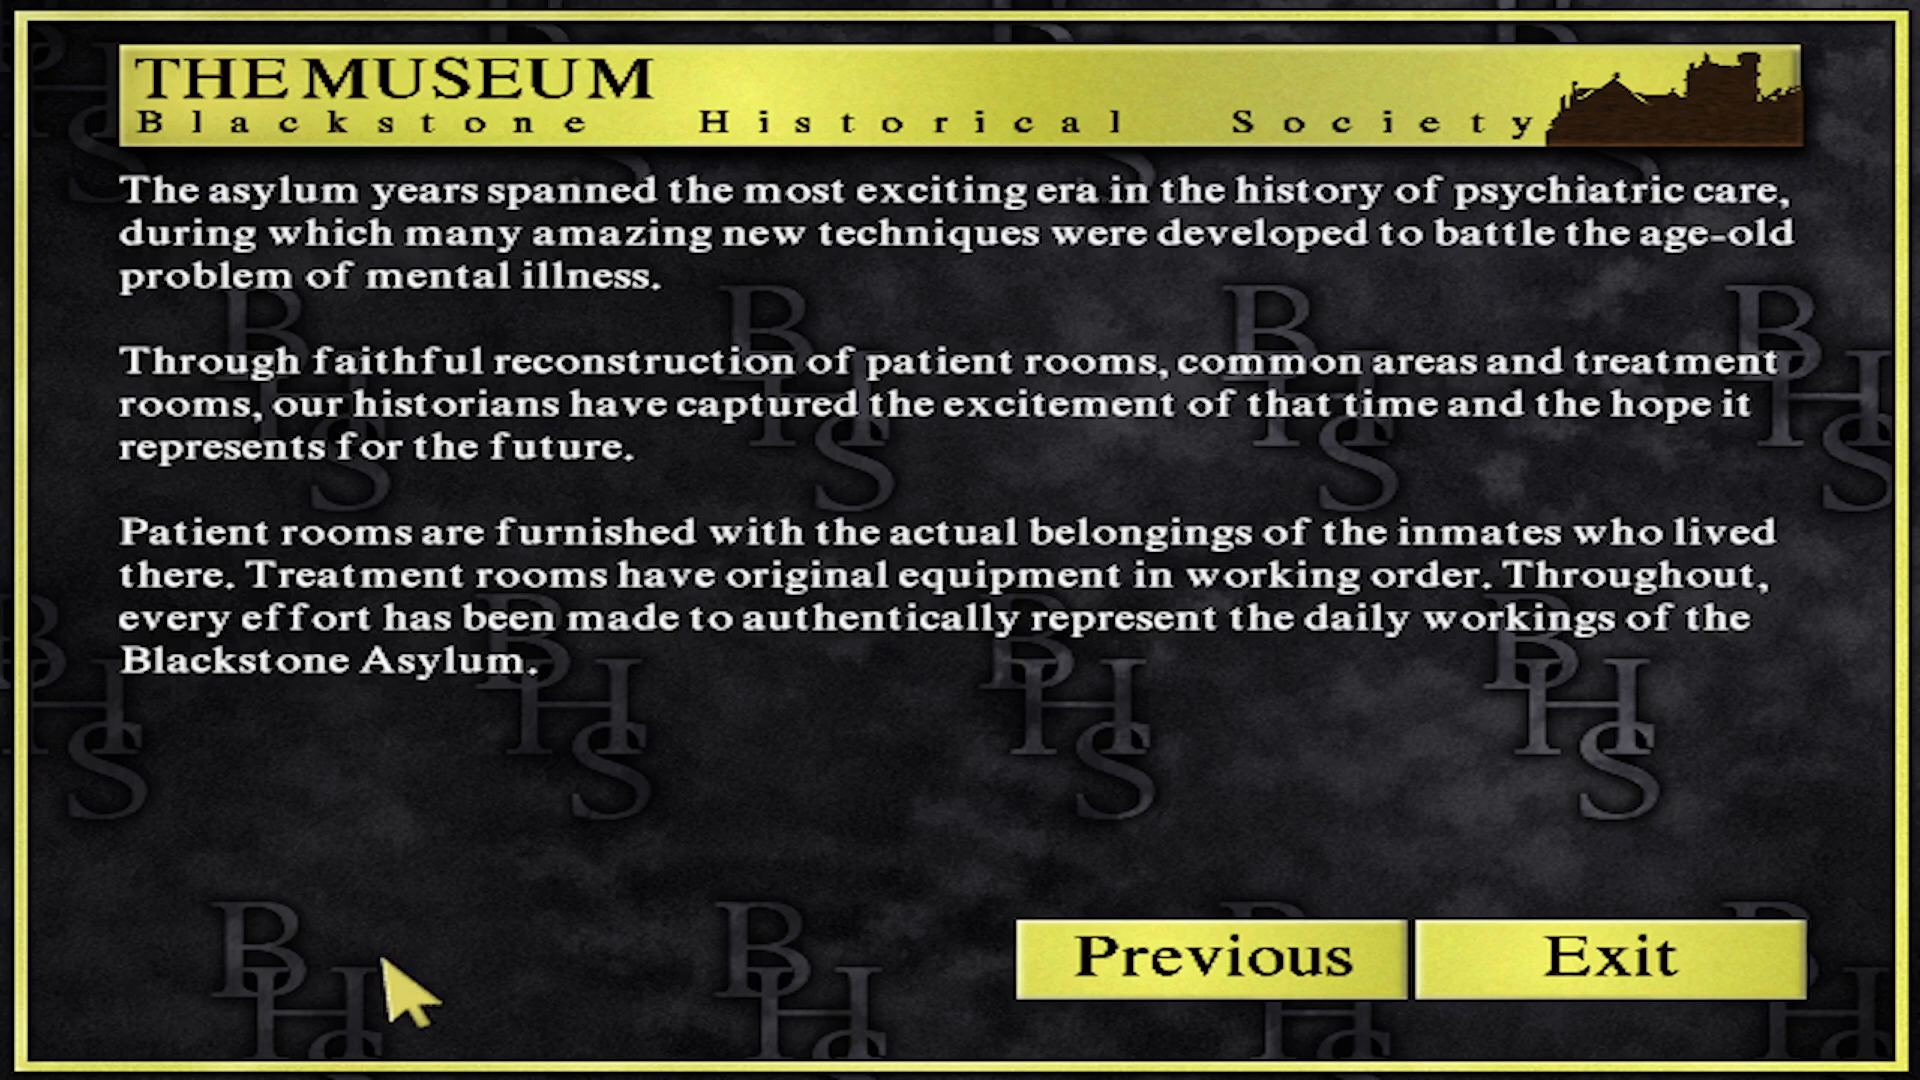 THE MUSEUM
Blackstone Historical Society
The asylum years spanned the most exciting era in the history of psychiatric care,
during which many amazing new techniques were developed to battle the age-old
problem of mental illness.
Through faithful reconstruction of patient rooms, common areas and treatment
rooms, our historians have captured the excitement of that time and the hope it
represents for the future.
Patient rooms are furnished with the actual belongings of the inmates who lived
there. Treatment rooms have original equipment in working order. Throughout,
every effort has been made to authentically represent the daily workings of the
Blackstone Asylum.
Previous
Exit